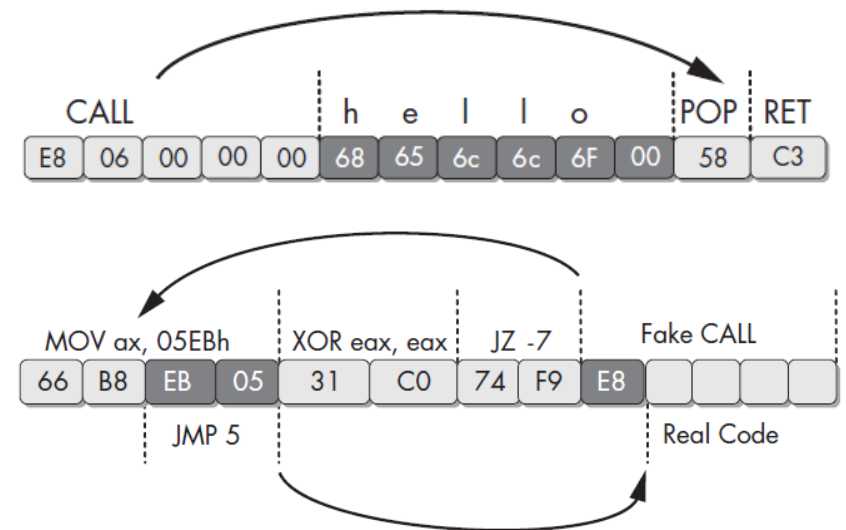 CALL h e l l o POP RET
E8 06 00 00 00 68 65 6c 6c 6F 00 58 C3
MOV ax, 05EBh XOR eax, eax JZ -7 Fake CALL
66 B8 EB 05 31 C0 74 F9 E8
JMP 5 Real Code